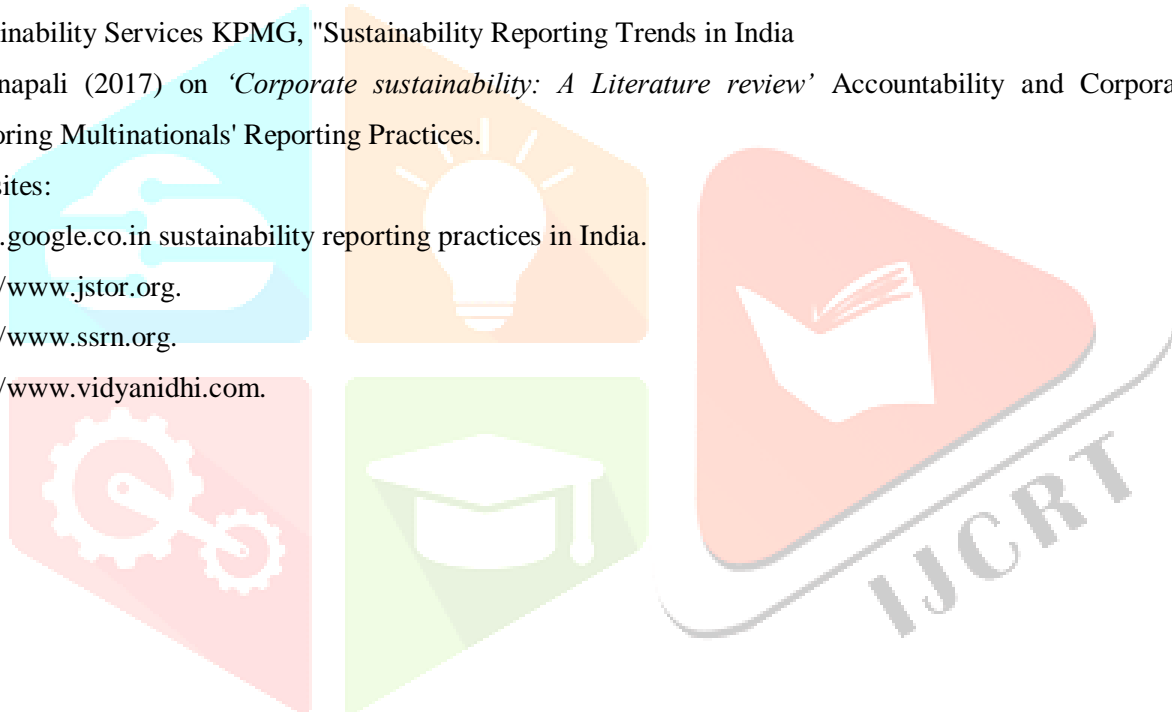 inability Services KPMG, "Sustainability Reporting Trends in India
napali (2017) on ‘Corporate sustainability: A Literature review’ Accountability and Corpora
oring Multinationals' Reporting Practices.
sites:
.google.co.in sustainability reporting practices in India.
/www.jstor.org.
/www.ssrn.org.
/www.vidyanidhi.com.
IJCRT